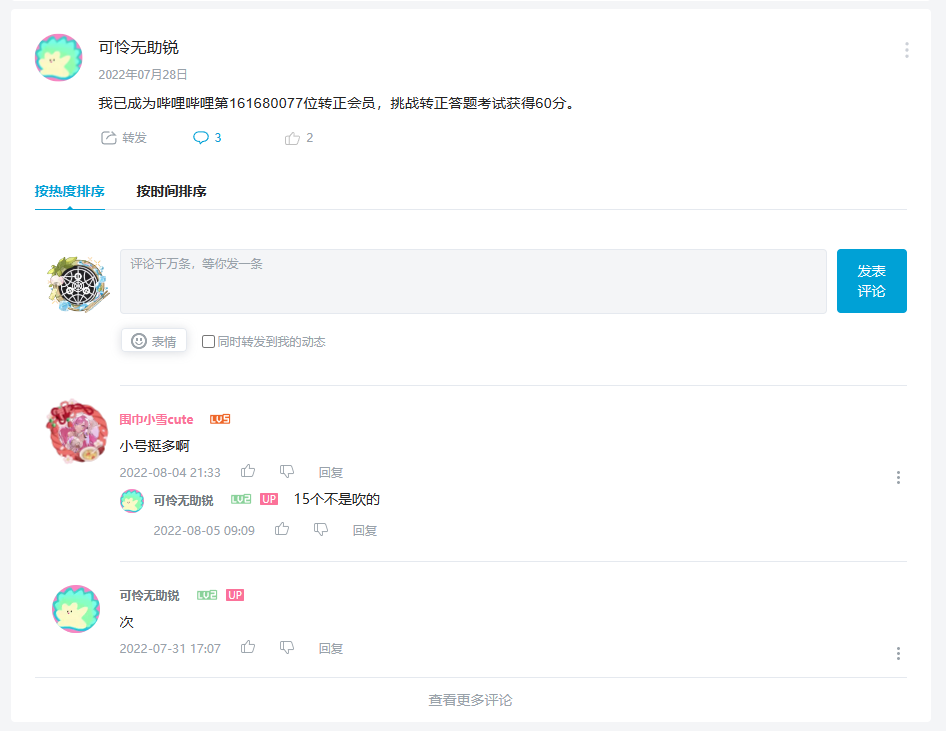 可怜无助锐
2022年07月28日
我已成为哔哩哔哩第161680077位转正会员，挑战转正答题考试获得60分。
转发 3 2
按热度排序 按时间排序
评论千万条，等你发一条
发表
评论
表情 同时转发到我的动态
围巾小雪cute LV5
小号挺多啊
2022-08-04 21:33 回复
可怜无助锐 LV2 UP 15个不是吹的
2022-08-05 09:09 回复
可怜无助锐 LV2 UP
次
2022-07-31 17:07 回复
查看更多评论